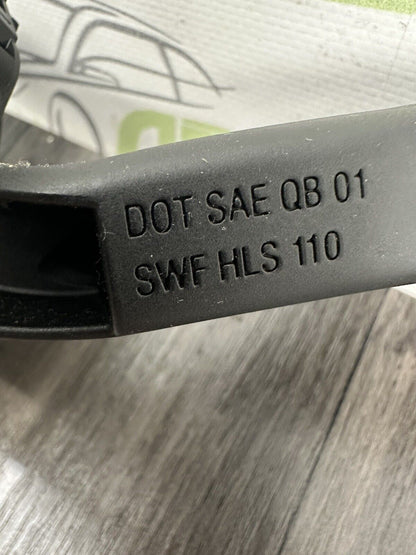 DOT SAE QB 01
SWF HLS 110